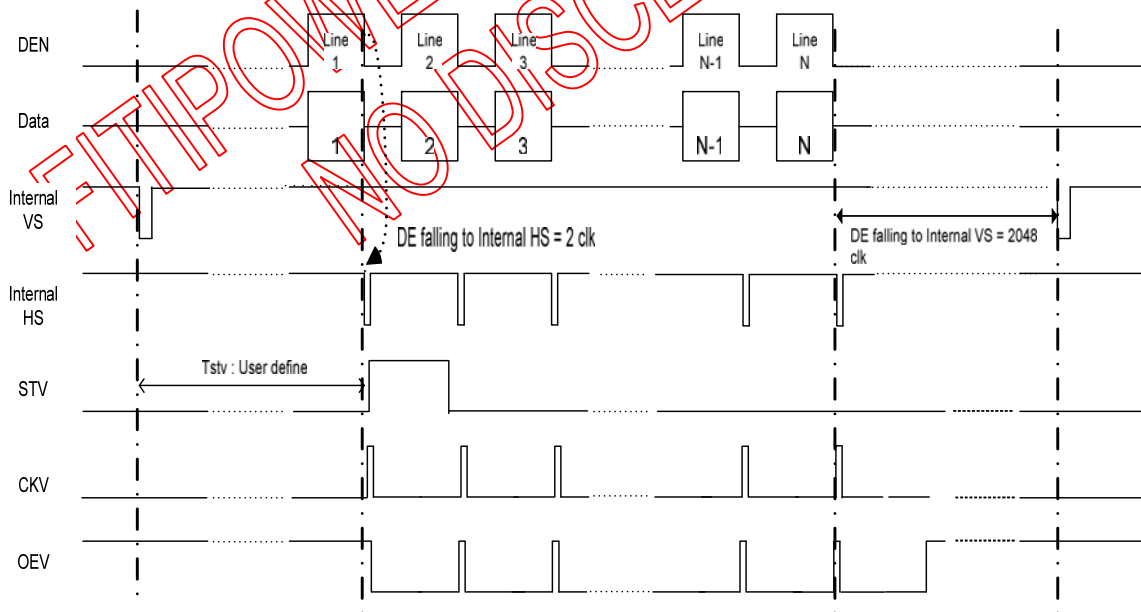 DEN
Line
1
Line
2
Line
3
Line
N-1
Line
N
Data
1
2
3
N-1
N
Internal
VS
DE falling to Internal HS = 2 clk
DE falling to Internal VS = 2048
clk
Internal
HS
Tstv : User define
STV
CKV
OEV
NO DISCL